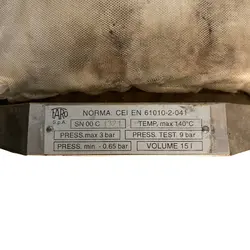 FARO
S.p.A.
NORMA CEI EN 61010-2-041
SN 00 C
TEMP. max 140°C
PRESS. max 3 bar
PRESS. TEST. 9 bar
PRESS. min - 0.65 bar
VOLUME 15 l